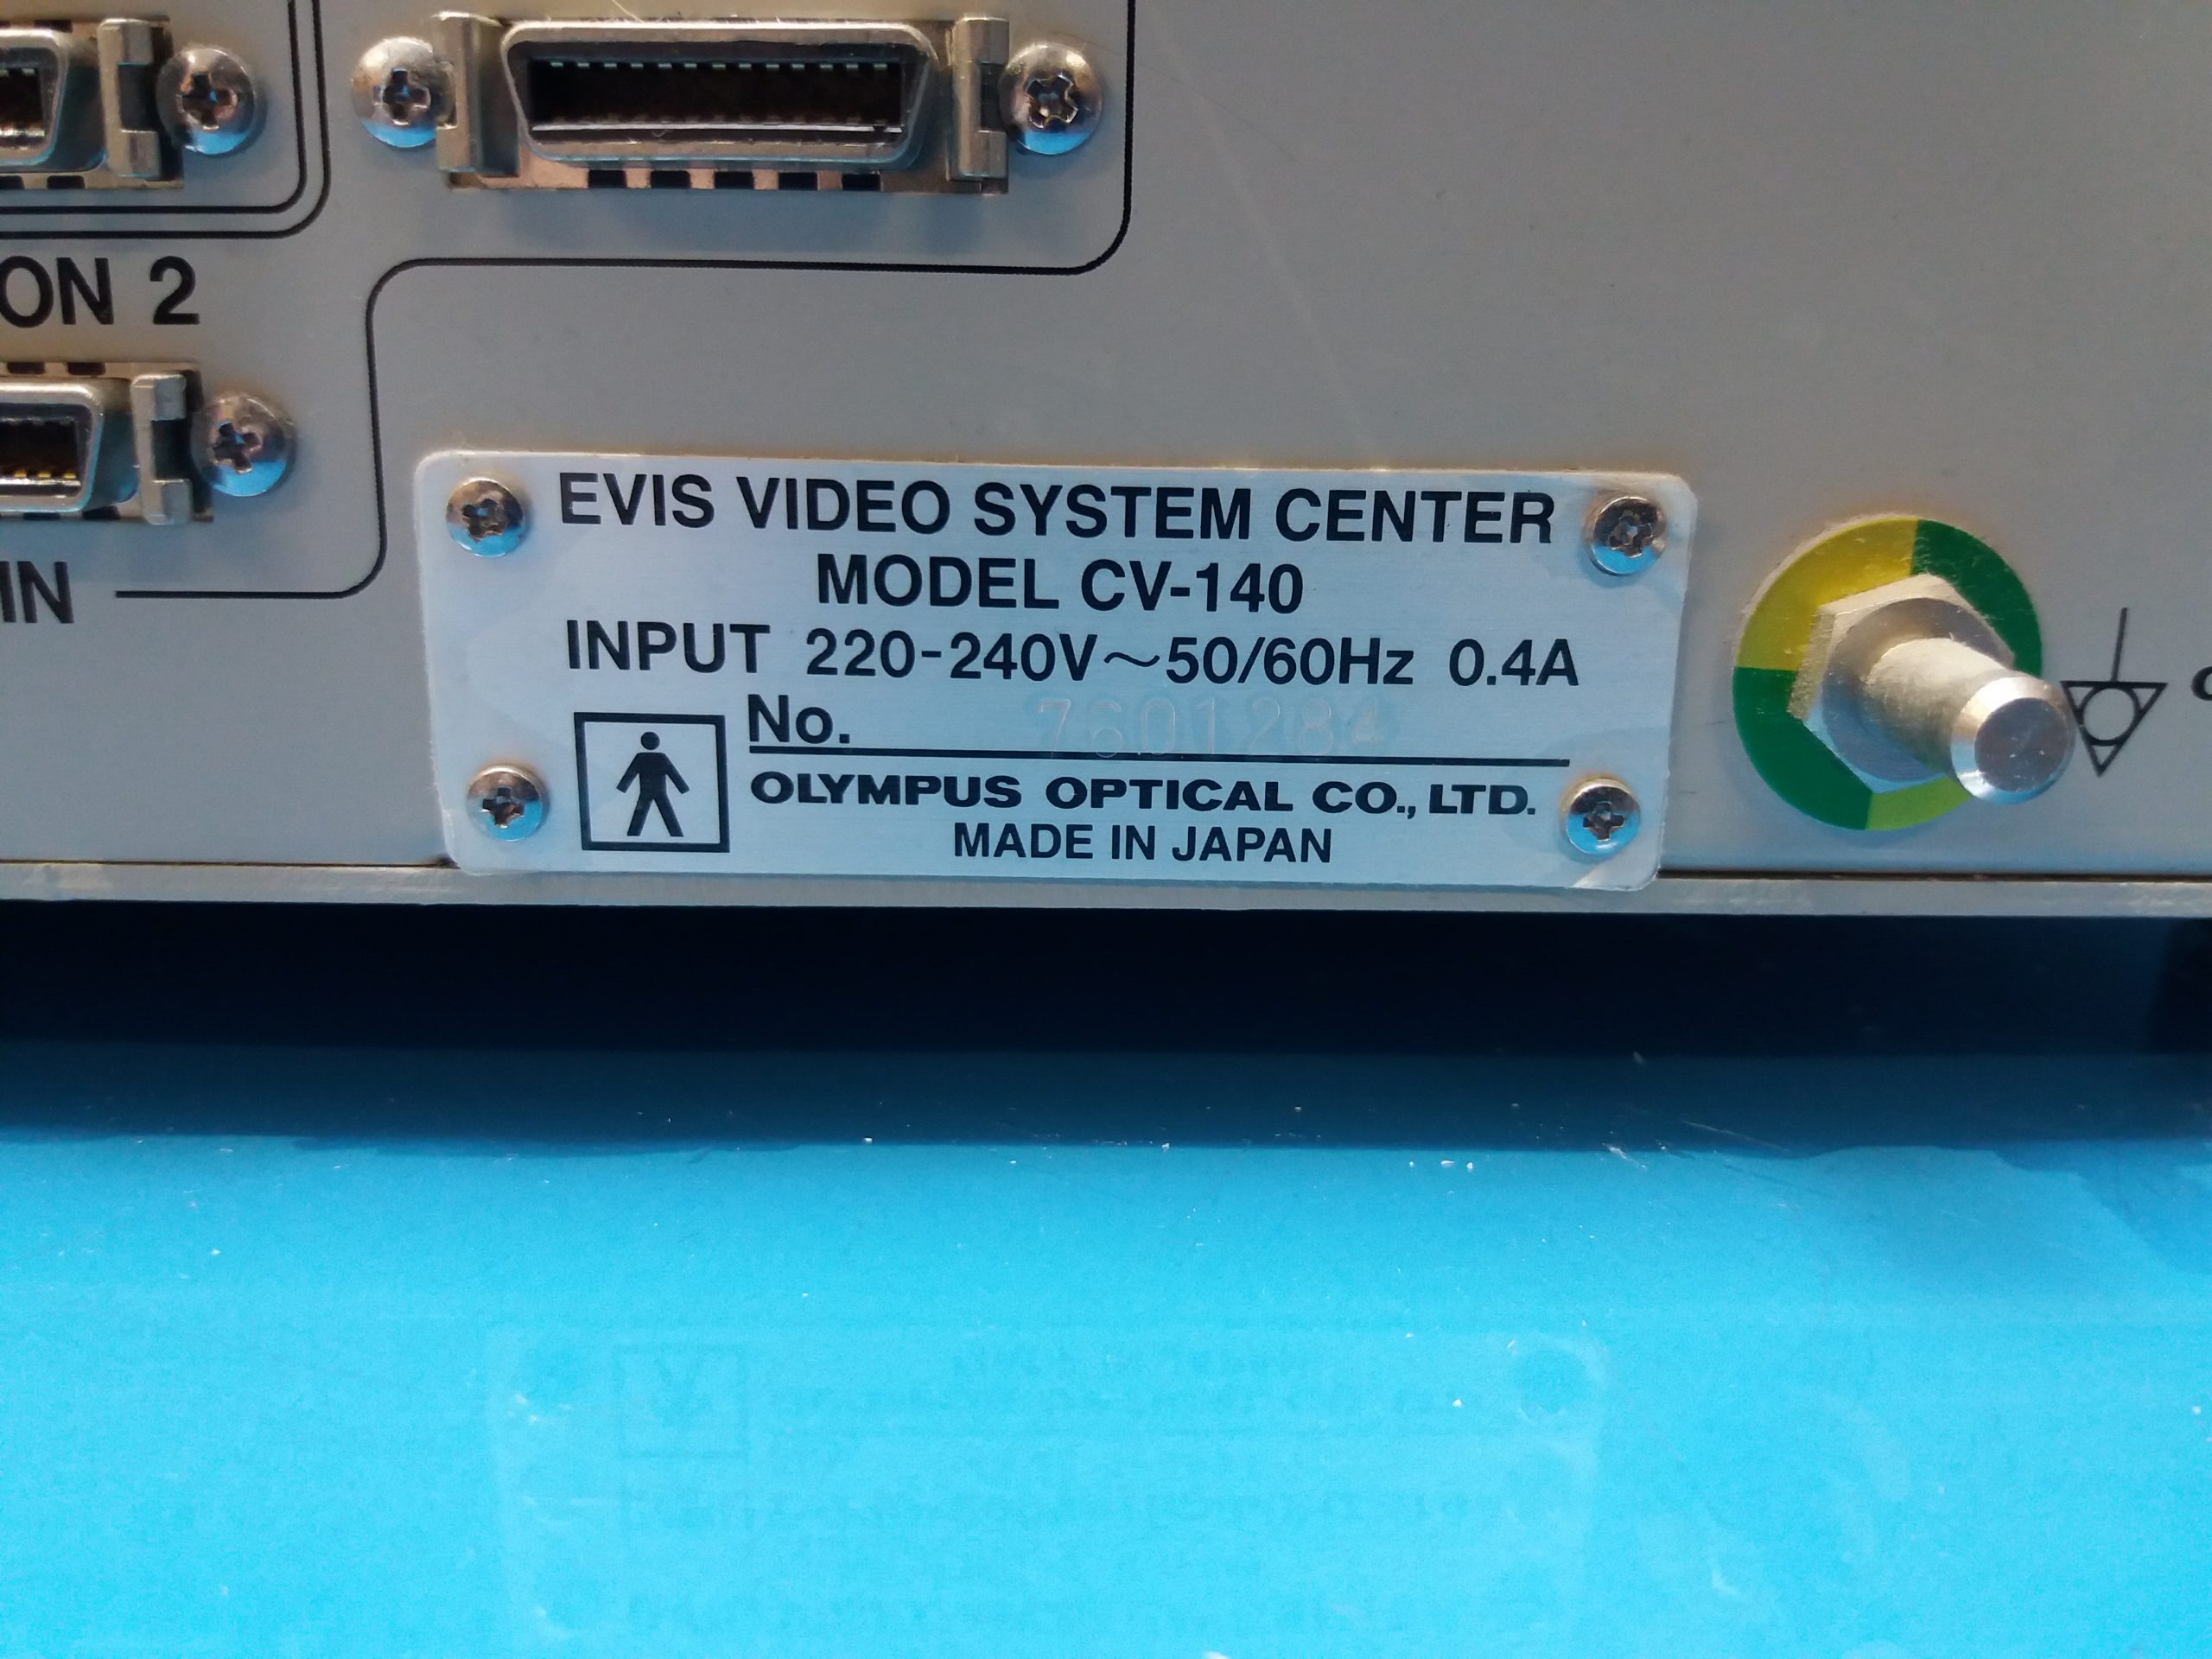 ON 2
IN
EVIS VIDEO SYSTEM CENTER
MODEL CV-140
INPUT 220-240V~50/60Hz 0.4A
No. 7601284
OLYMPUS OPTICAL CO., LTD.
MADE IN JAPAN